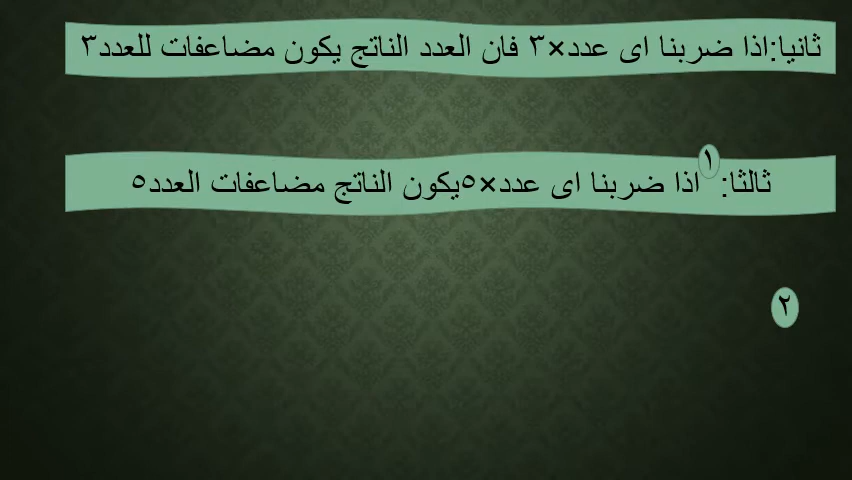 ثانيا:اذا ضربنا اى عدد×٣ فان العدد الناتج يكون مضاعفات للعدد٣
١
ثالثا: اذا ضربنا اى عدد×٥يكون الناتج مضاعفات العدد٥
٢